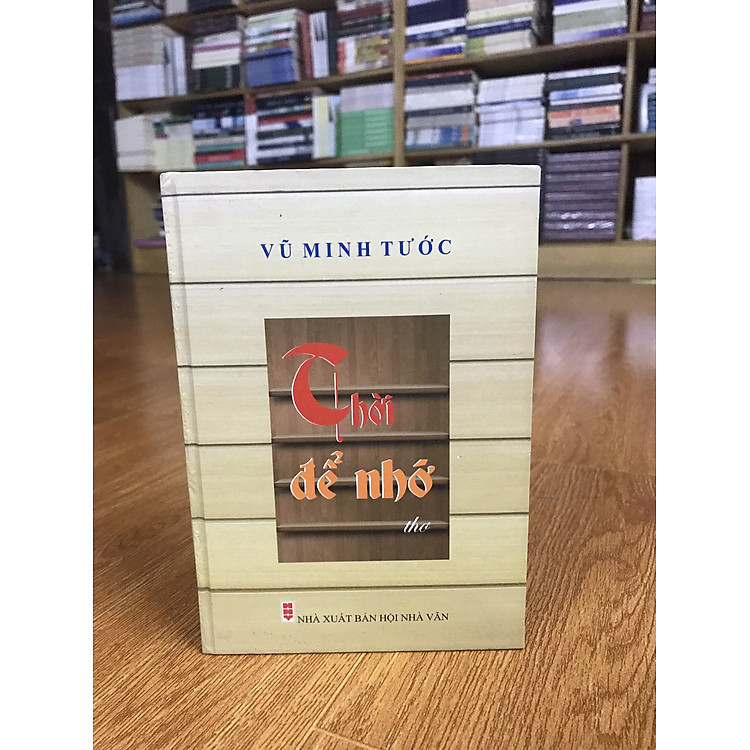 VŨ MINH TƯỚC
Thời
để nhớ
thơ
NHÀ XUẤT BẢN HỘI NHÀ VĂN